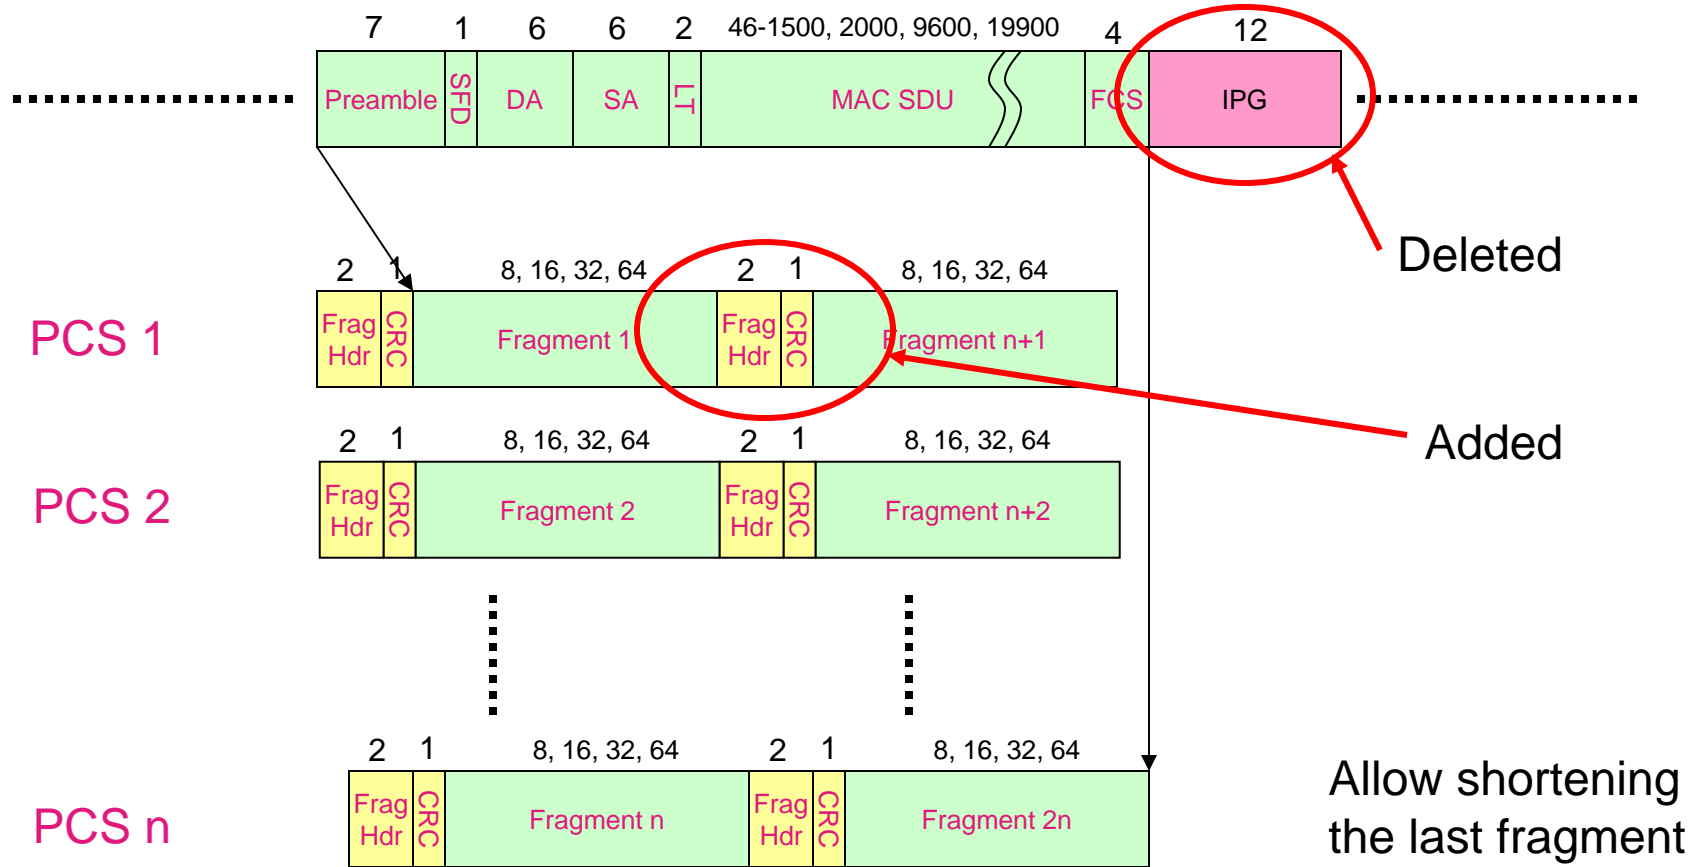 7 1 6 6 2 46-1500, 2000, 9600, 19900 4 12
Preamble SFD DA SA LT MAC SDU FCS IPG
Deleted
2 1 8, 16, 32, 64 2 1 8, 16, 32, 64
PCS 1
Frag Hdr CRC Fragment 1 Frag Hdr CRC Fragment n+1
Added
2 1 8, 16, 32, 64 2 1 8, 16, 32, 64
PCS 2
Frag Hdr CRC Fragment 2 Frag Hdr CRC Fragment n+2
2 1 8, 16, 32, 64 2 1 8, 16, 32, 64
PCS n
Frag Hdr CRC Fragment n Frag Hdr CRC Fragment 2n
Allow shortening
the last fragment